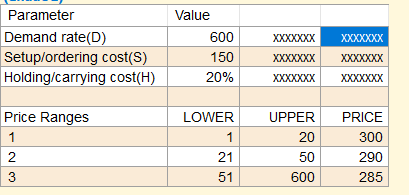 Parameter Value
Demand rate(D) 600 xxxxxxx xxxxxxx
Setup/ordering cost(S) 150 xxxxxxx xxxxxxx
Holding/carrying cost(H) 20% xxxxxxx xxxxxxx
Price Ranges LOWER UPPER PRICE
1 1 20 300
2 21 50 290
3 51 600 285